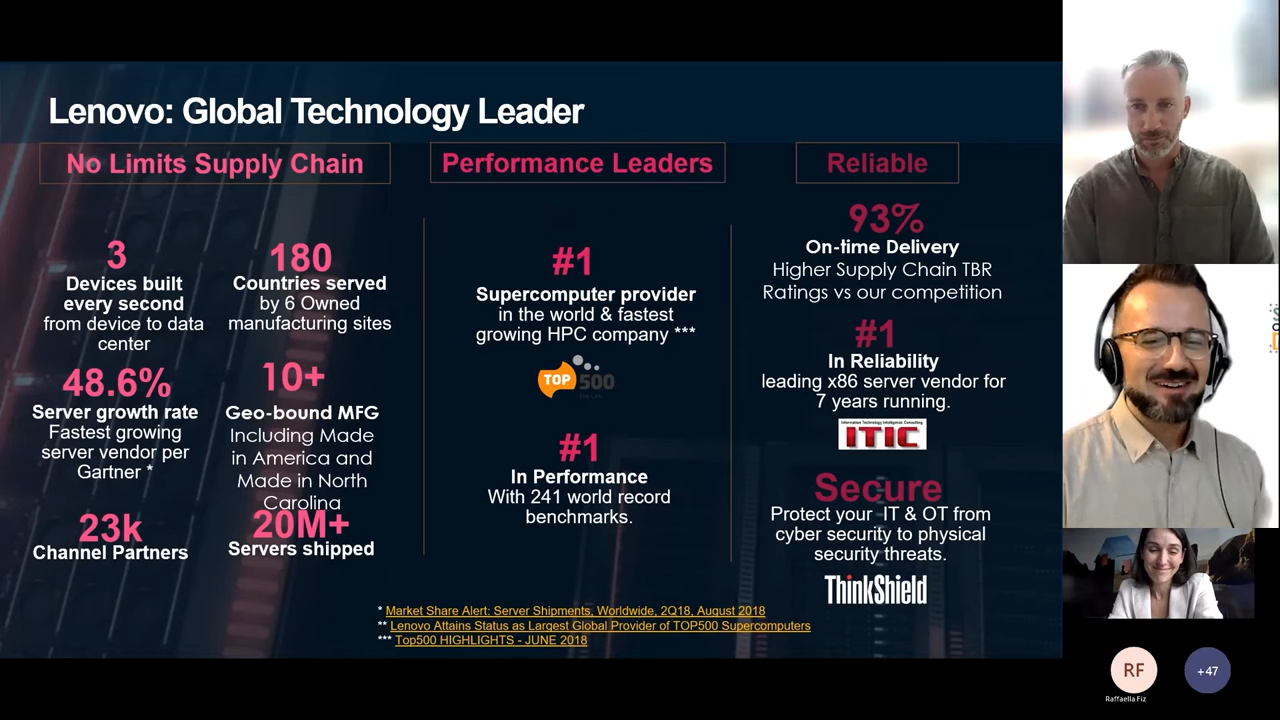 Lenovo: Global Technology Leader
No Limits Supply Chain
3
Devices built
every second
from device to data
center
180
Countries served
by 6 Owned
manufacturing sites
48.6%
Server growth rate
Fastest growing
server vendor per
Gartner *
10+
Geo-bound MFG
Including Made
in America and
Made in North
Carolina
23k
Channel Partners
20M+
Servers shipped
Performance Leaders
#1
Supercomputer provider
in the world & fastest
growing HPC company ***
TOP 500
#1
In Performance
With 241 world record
benchmarks.
Reliable
93%
On-time Delivery
Higher Supply Chain TBR
Ratings vs our competition
#1
In Reliability
leading x86 server vendor for
7 years running.
Information Technology Intelligence Consulting
ITIC
Secure
Protect your IT & OT from
cyber security to physical
security threats.
ThinkShield
* Market Share Alert: Server Shipments, Worldwide, 2Q18, August 2018
** Lenovo Attains Status as Largest Global Provider of TOP500 Supercomputers
*** Top500 HIGHLIGHTS - JUNE 2018
RF
Raffaella Fiz
+47